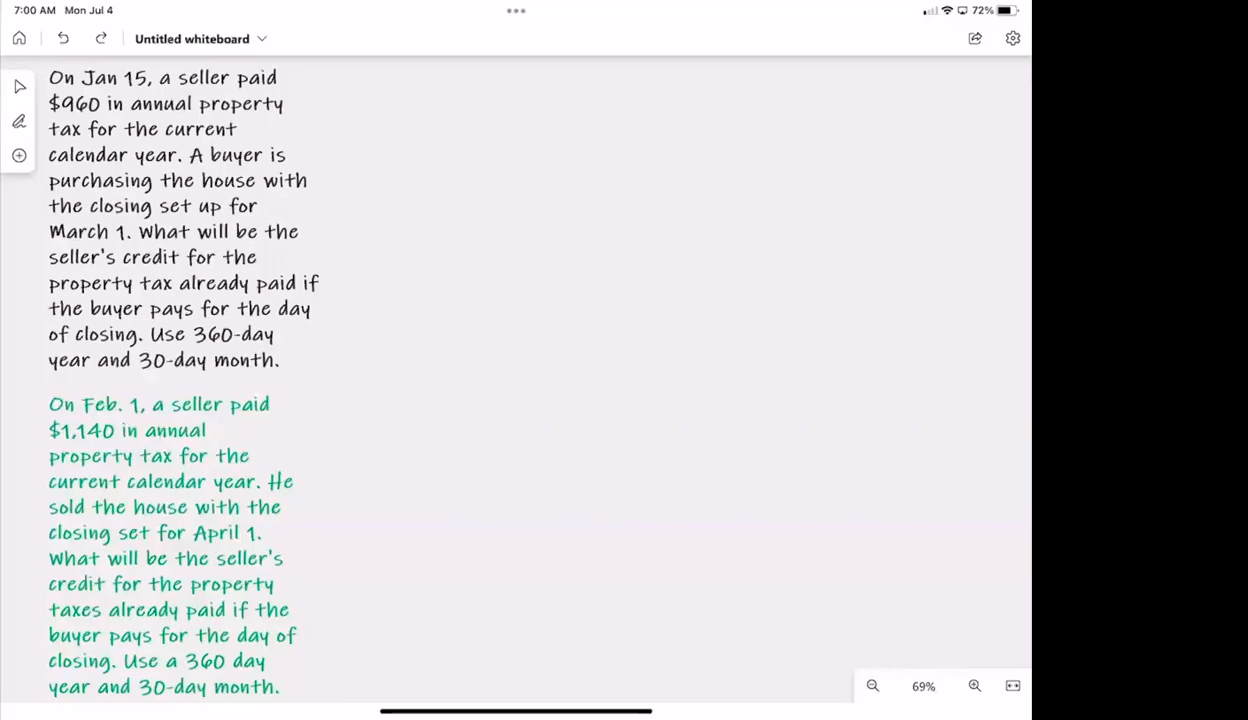 7:00 AM Mon Jul 4
72%
Untitled whiteboard
On Jan 15, a seller paid
$960 in annual property
tax for the current
calendar year. A buyer is
purchasing the house with
the closing set up for
March 1. What will be the
seller's credit for the
property tax already paid if
the buyer pays for the day
of closing. Use 360-day
year and 30-day month.
On Feb. 1, a seller paid
$1,140 in annual
property tax for the
current calendar year. He
sold the house with the
closing set for April 1.
What will be the seller's
credit for the property
taxes already paid if the
buyer pays for the day of
closing. Use a 360 day
year and 30-day month.
69%